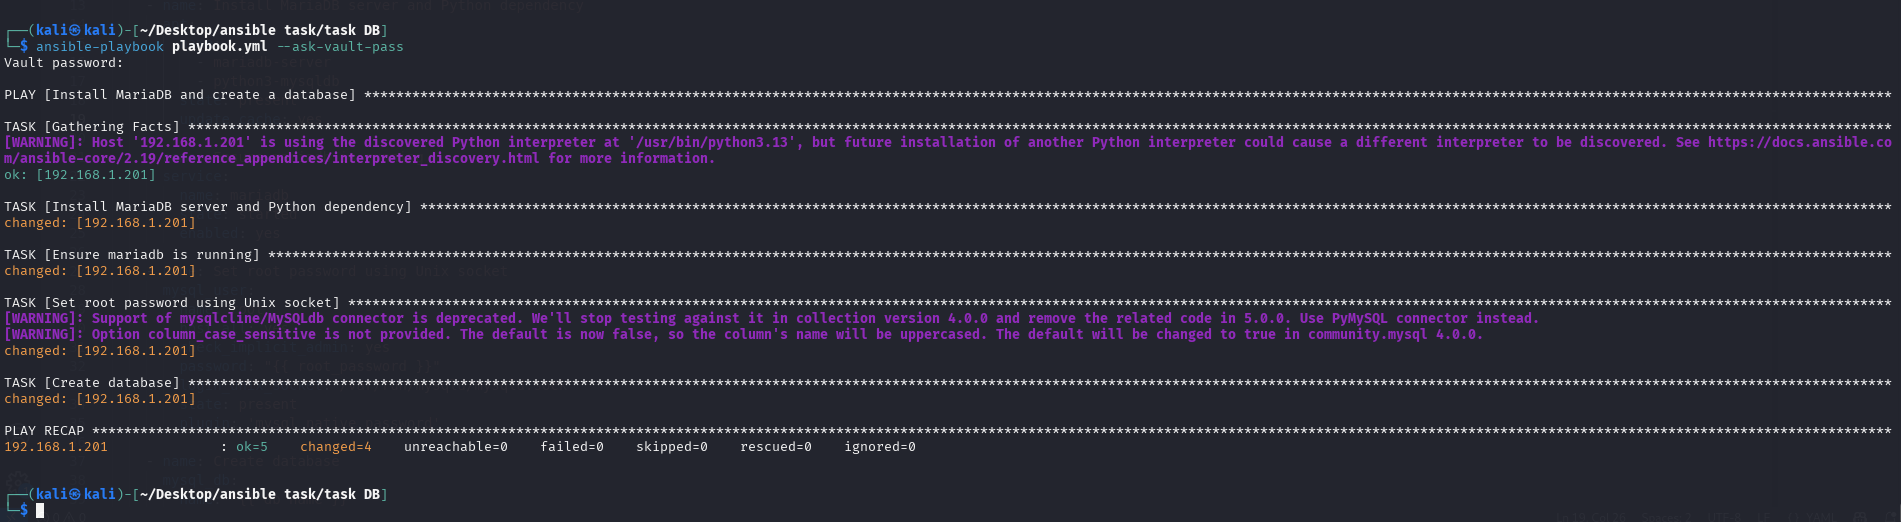 ┌──(kali㉿kali)-[~/Desktop/ansible task/task DB]
└─$ ansible-playbook playbook.yml --ask-vault-pass
Vault password:
PLAY [Install MariaDB and create a database] ***********************************************************************************************
TASK [Gathering Facts] ***********************************************************************************************
[WARNING]: Host '192.168.1.201' is using the discovered Python interpreter at '/usr/bin/python3.13', but future installation of another Python interpreter could cause a different interpreter to be discovered. See https://docs.ansible.co
m/ansible-core/2.19/reference_appendices/interpreter_discovery.html for more information.
ok: [192.168.1.201]
TASK [Install MariaDB server and Python dependency] ***********************************************************************************************
changed: [192.168.1.201]
TASK [Ensure mariadb is running] ***********************************************************************************************
changed: [192.168.1.201]
TASK [Set root password using Unix socket] ***********************************************************************************************
[WARNING]: Support of mysqlcline/MySQLdb connector is deprecated. We'll stop testing against it in collection version 4.0.0 and remove the related code in 5.0.0. Use PyMySQL connector instead.
[WARNING]: Option column_case_sensitive is not provided. The default is now false, so the column's name will be uppercased. The default will be changed to true in community.mysql 4.0.0.
changed: [192.168.1.201]
TASK [Create database] ***********************************************************************************************
changed: [192.168.1.201]
PLAY RECAP ***********************************************************************************************
192.168.1.201 : ok=5 changed=4 unreachable=0 failed=0 skipped=0 rescued=0 ignored=0
┌──(kali㉿kali)-[~/Desktop/ansible task/task DB]
└─$